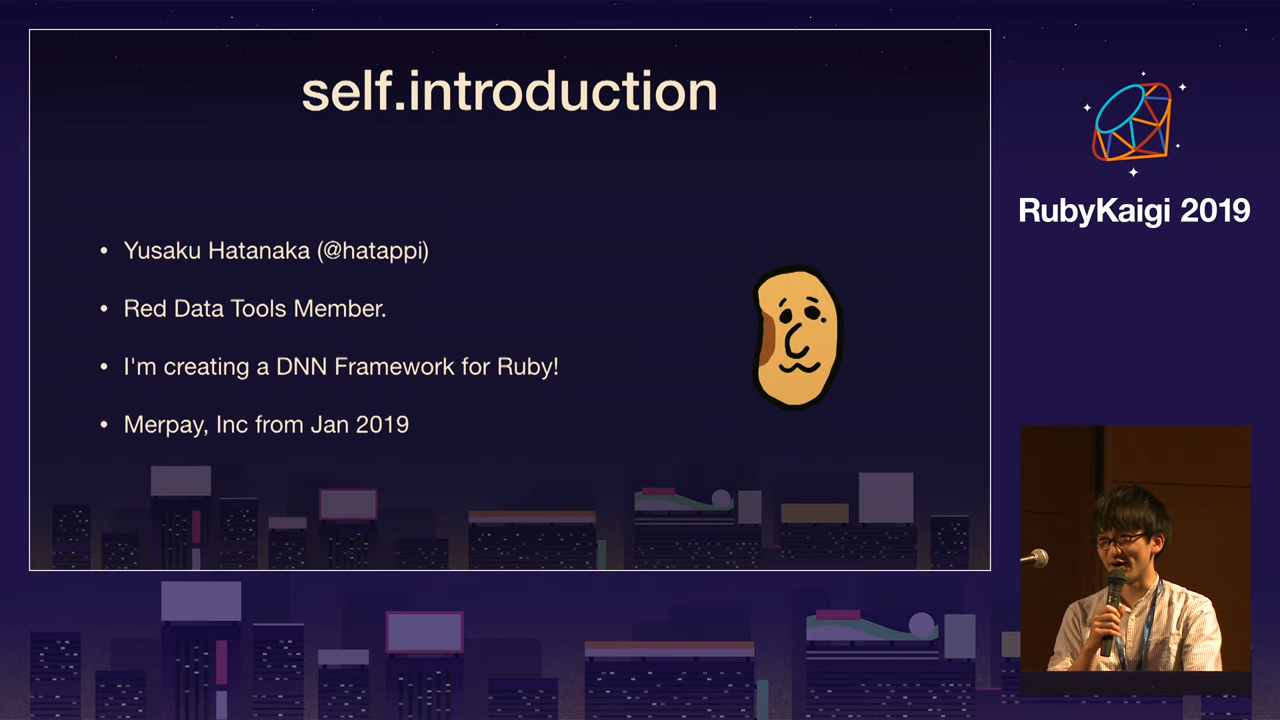 self.introduction
• Yusaku Hatanaka (@hatappi)
• Red Data Tools Member.
• I'm creating a DNN Framework for Ruby!
• Merpay, Inc from Jan 2019
RubyKaigi 2019